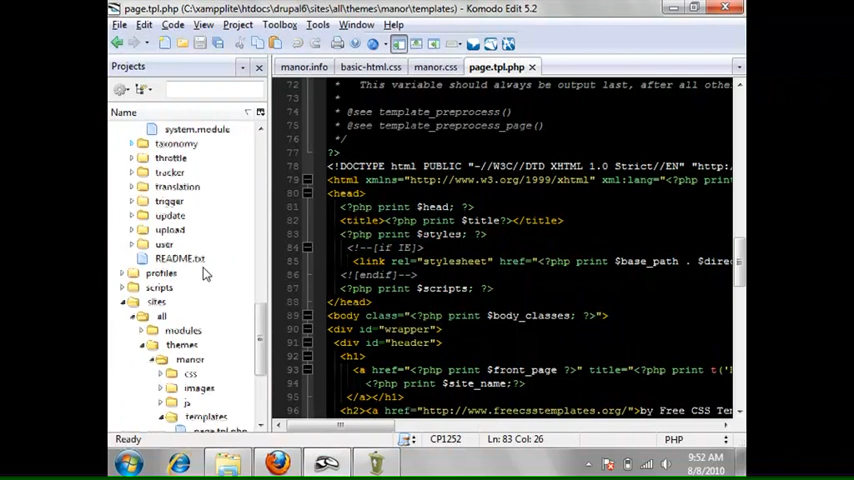 page.tpl.php (C:\xampplite\htdocs\drupal6\sites\all\themes\manor\templates) - Komodo Edit 5.2
File Edit Code View Project Toolbox Tools Window Help
Projects
manor.info basic-html.css manor.css page.tpl.php
Name
system.module
taxonomy
throttle
tracker
translation
trigger
update
upload
user
README.txt
profiles
scripts
sites
all
modules
themes
manor
css
images
js
templates
page.tpl.php
72 * This variable should always be output last, after all othe
73 *
74 * @see template_preprocess()
75 * @see template_preprocess_page()
76 */
77 ?>
78 <!DOCTYPE html PUBLIC "-//W3C//DTD XHTML 1.0 Strict//EN" "http:/
79 <html xmlns="http://www.w3.org/1999/xhtml" xml:lang="<?php prin
80 <head>
81 <?php print $head; ?>
82 <title><?php print $title?></title>
83 <?php print $styles; ?>
84 <!--[if IE]>
85 <link rel="stylesheet" href="<?php print $base_path . $dire
86 <![endif]-->
87 <?php print $scripts; ?>
88 </head>
89 <body class="<?php print $body_classes; ?>">
90 <div id="wrapper">
91 <div id="header">
92 <h1>
93 <a href="<?php print $front_page ?>" title="<?php print t('
94 <?php print $site_name;?>
95 </a></h1>
96 <h2><a href="http://www.freecsstemplates.org/">by Free CSS Tem
Ready CP1252 Ln: 83 Col: 26 PHP
9:52 AM
8/8/2010